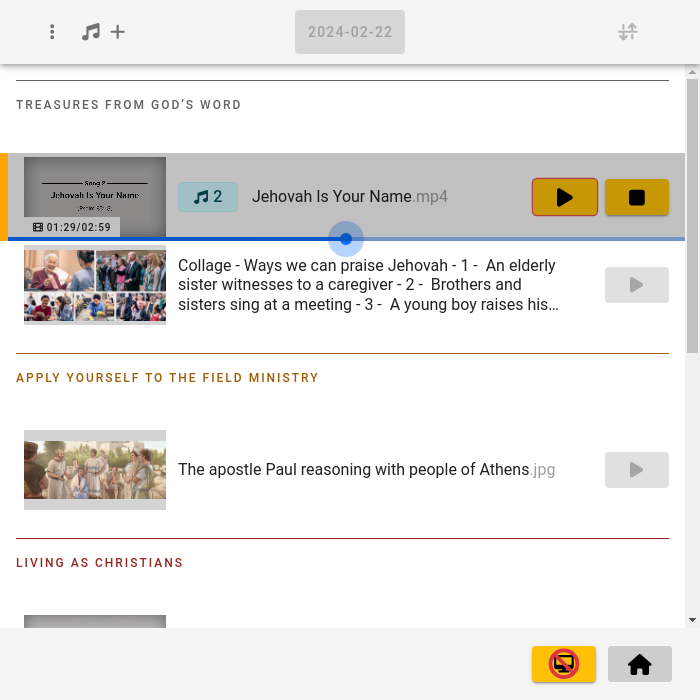 2024-02-22
TREASURES FROM GOD'S WORD
Song 2
Jehovah Is Your Name
01:29/02:59
2
Jehovah Is Your Name.mp4
Collage - Ways we can praise Jehovah - 1 - An elderly
sister witnesses to a caregiver - 2 - Brothers and
sisters sing at a meeting - 3 - A young boy raises his…
APPLY YOURSELF TO THE FIELD MINISTRY
The apostle Paul reasoning with people of Athens.jpg
LIVING AS CHRISTIANS